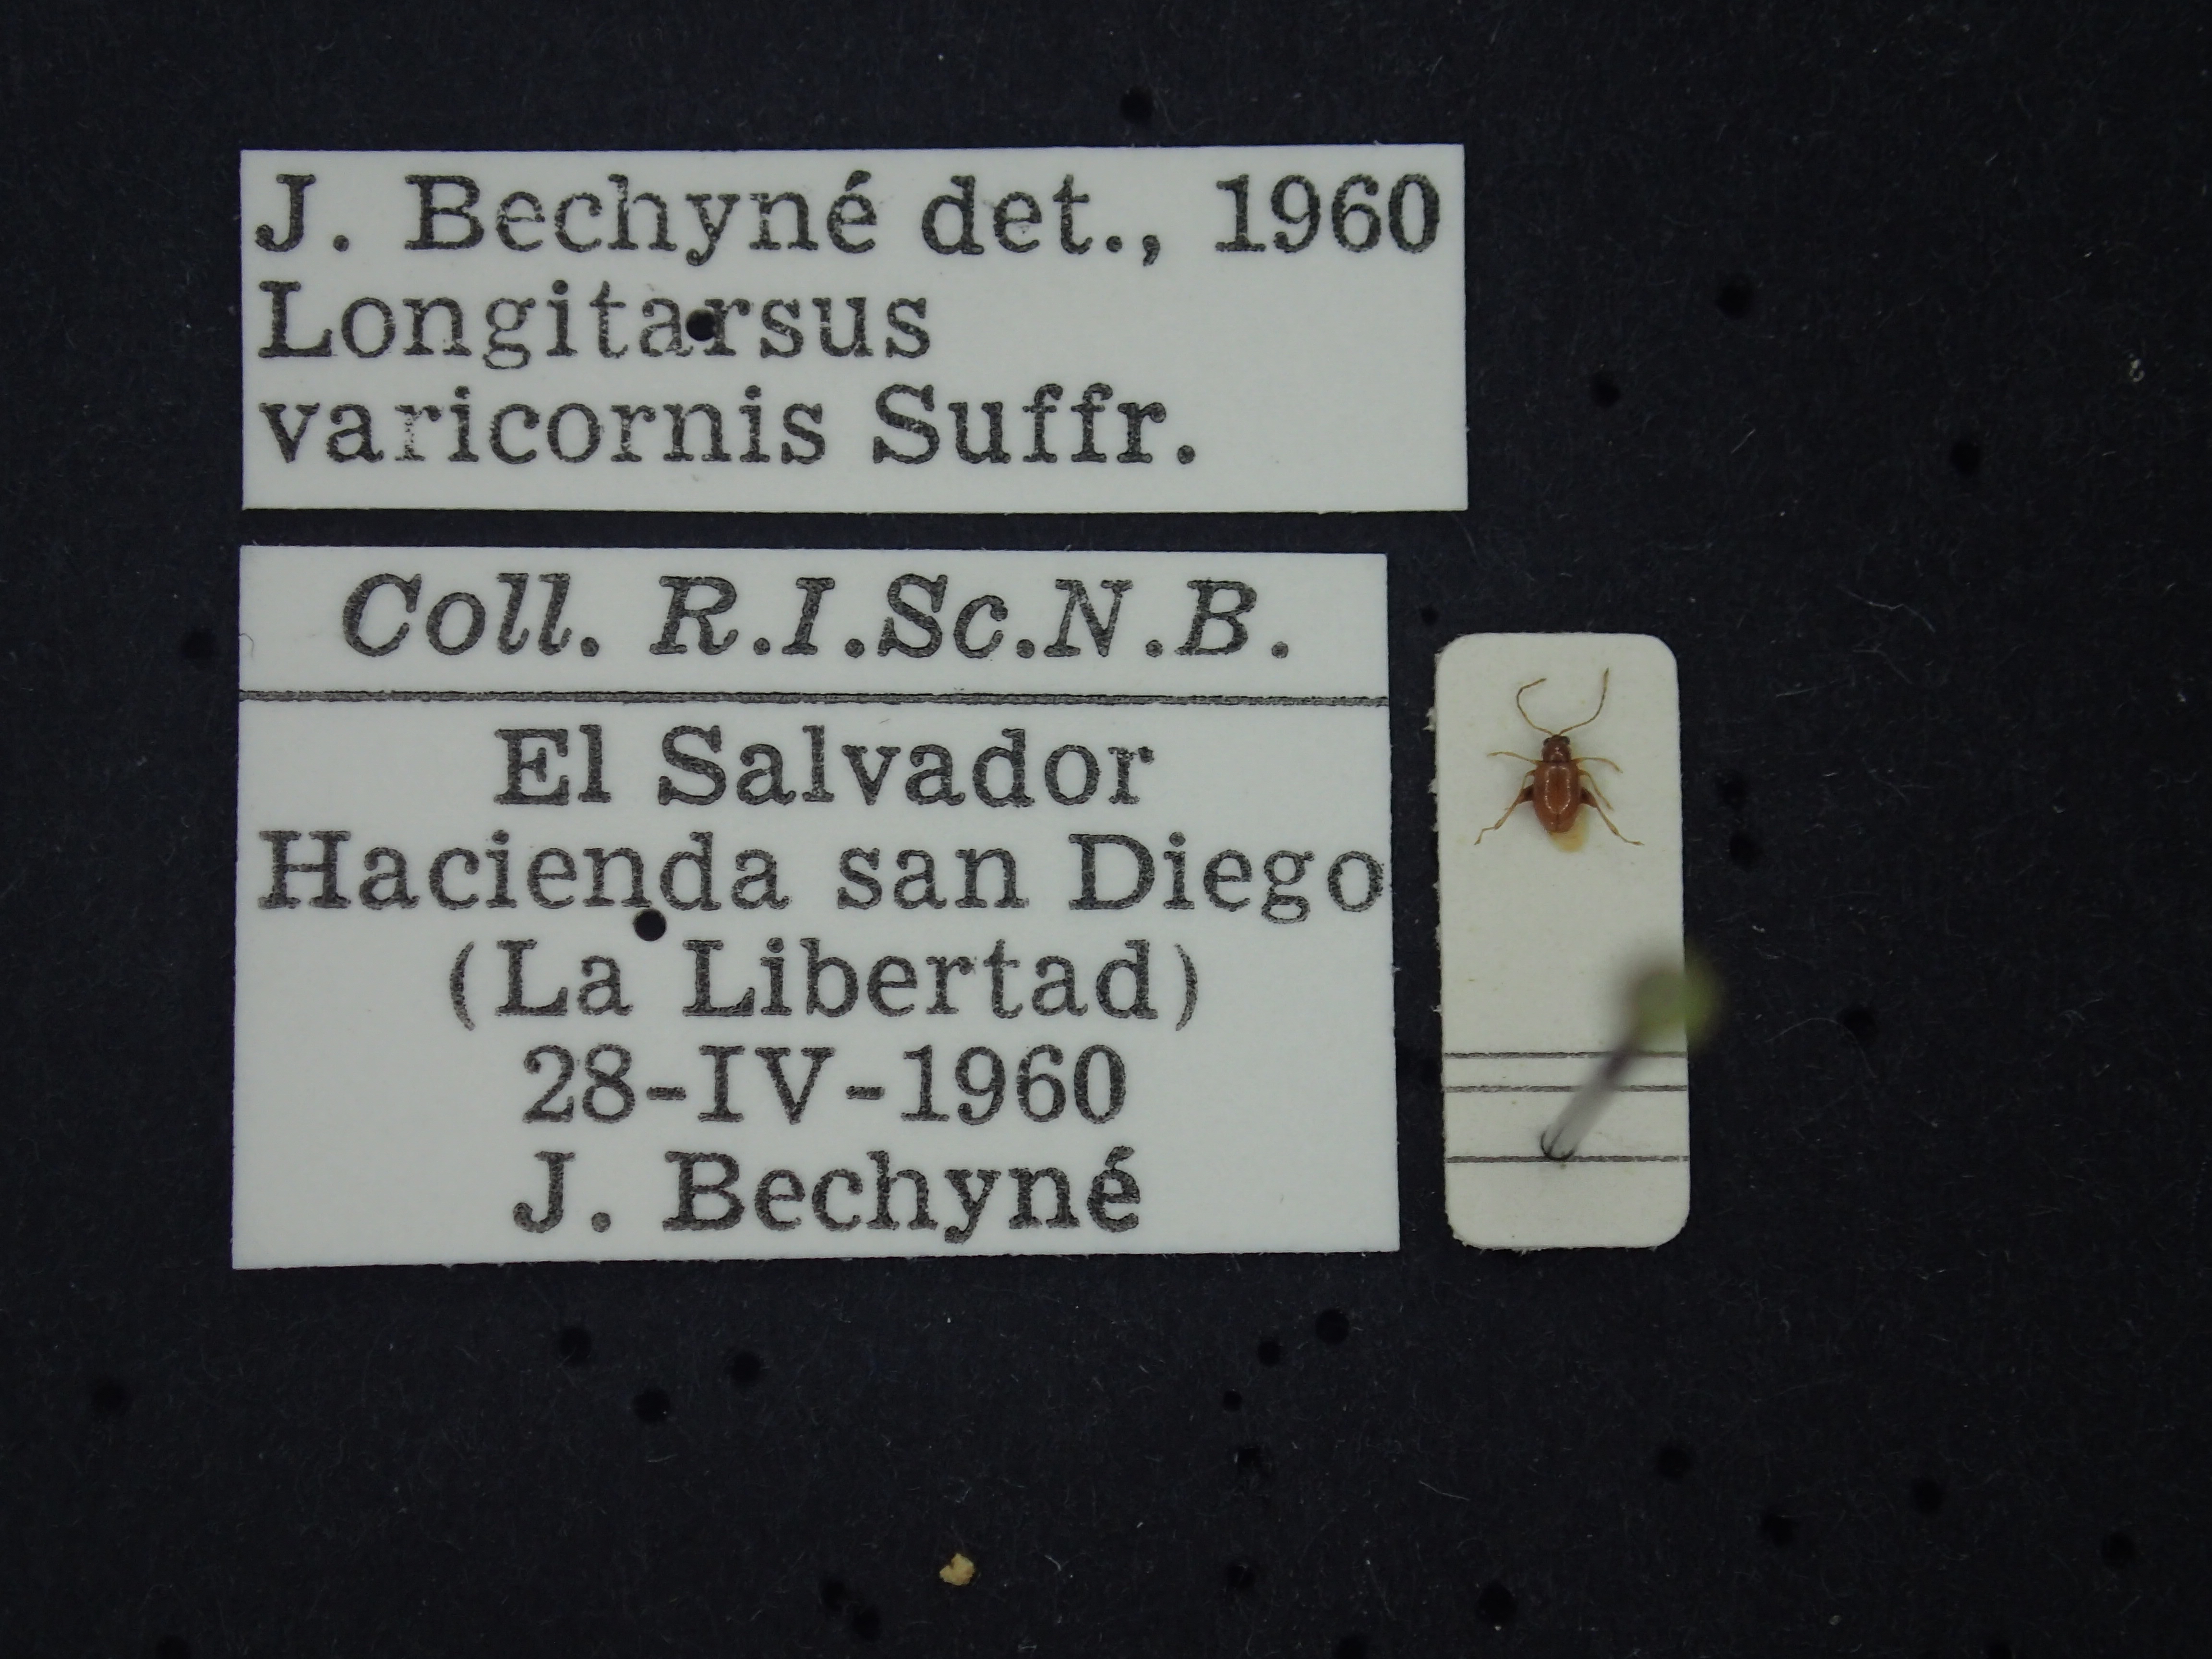 J. Bechyné det., 1960
Longitarsus
varicornis Suffr.
Coll. R.I.Sc.N.B.
El Salvador
Hacienda san Diego
(La Libertad)
28-IV-1960
J. Bechyné